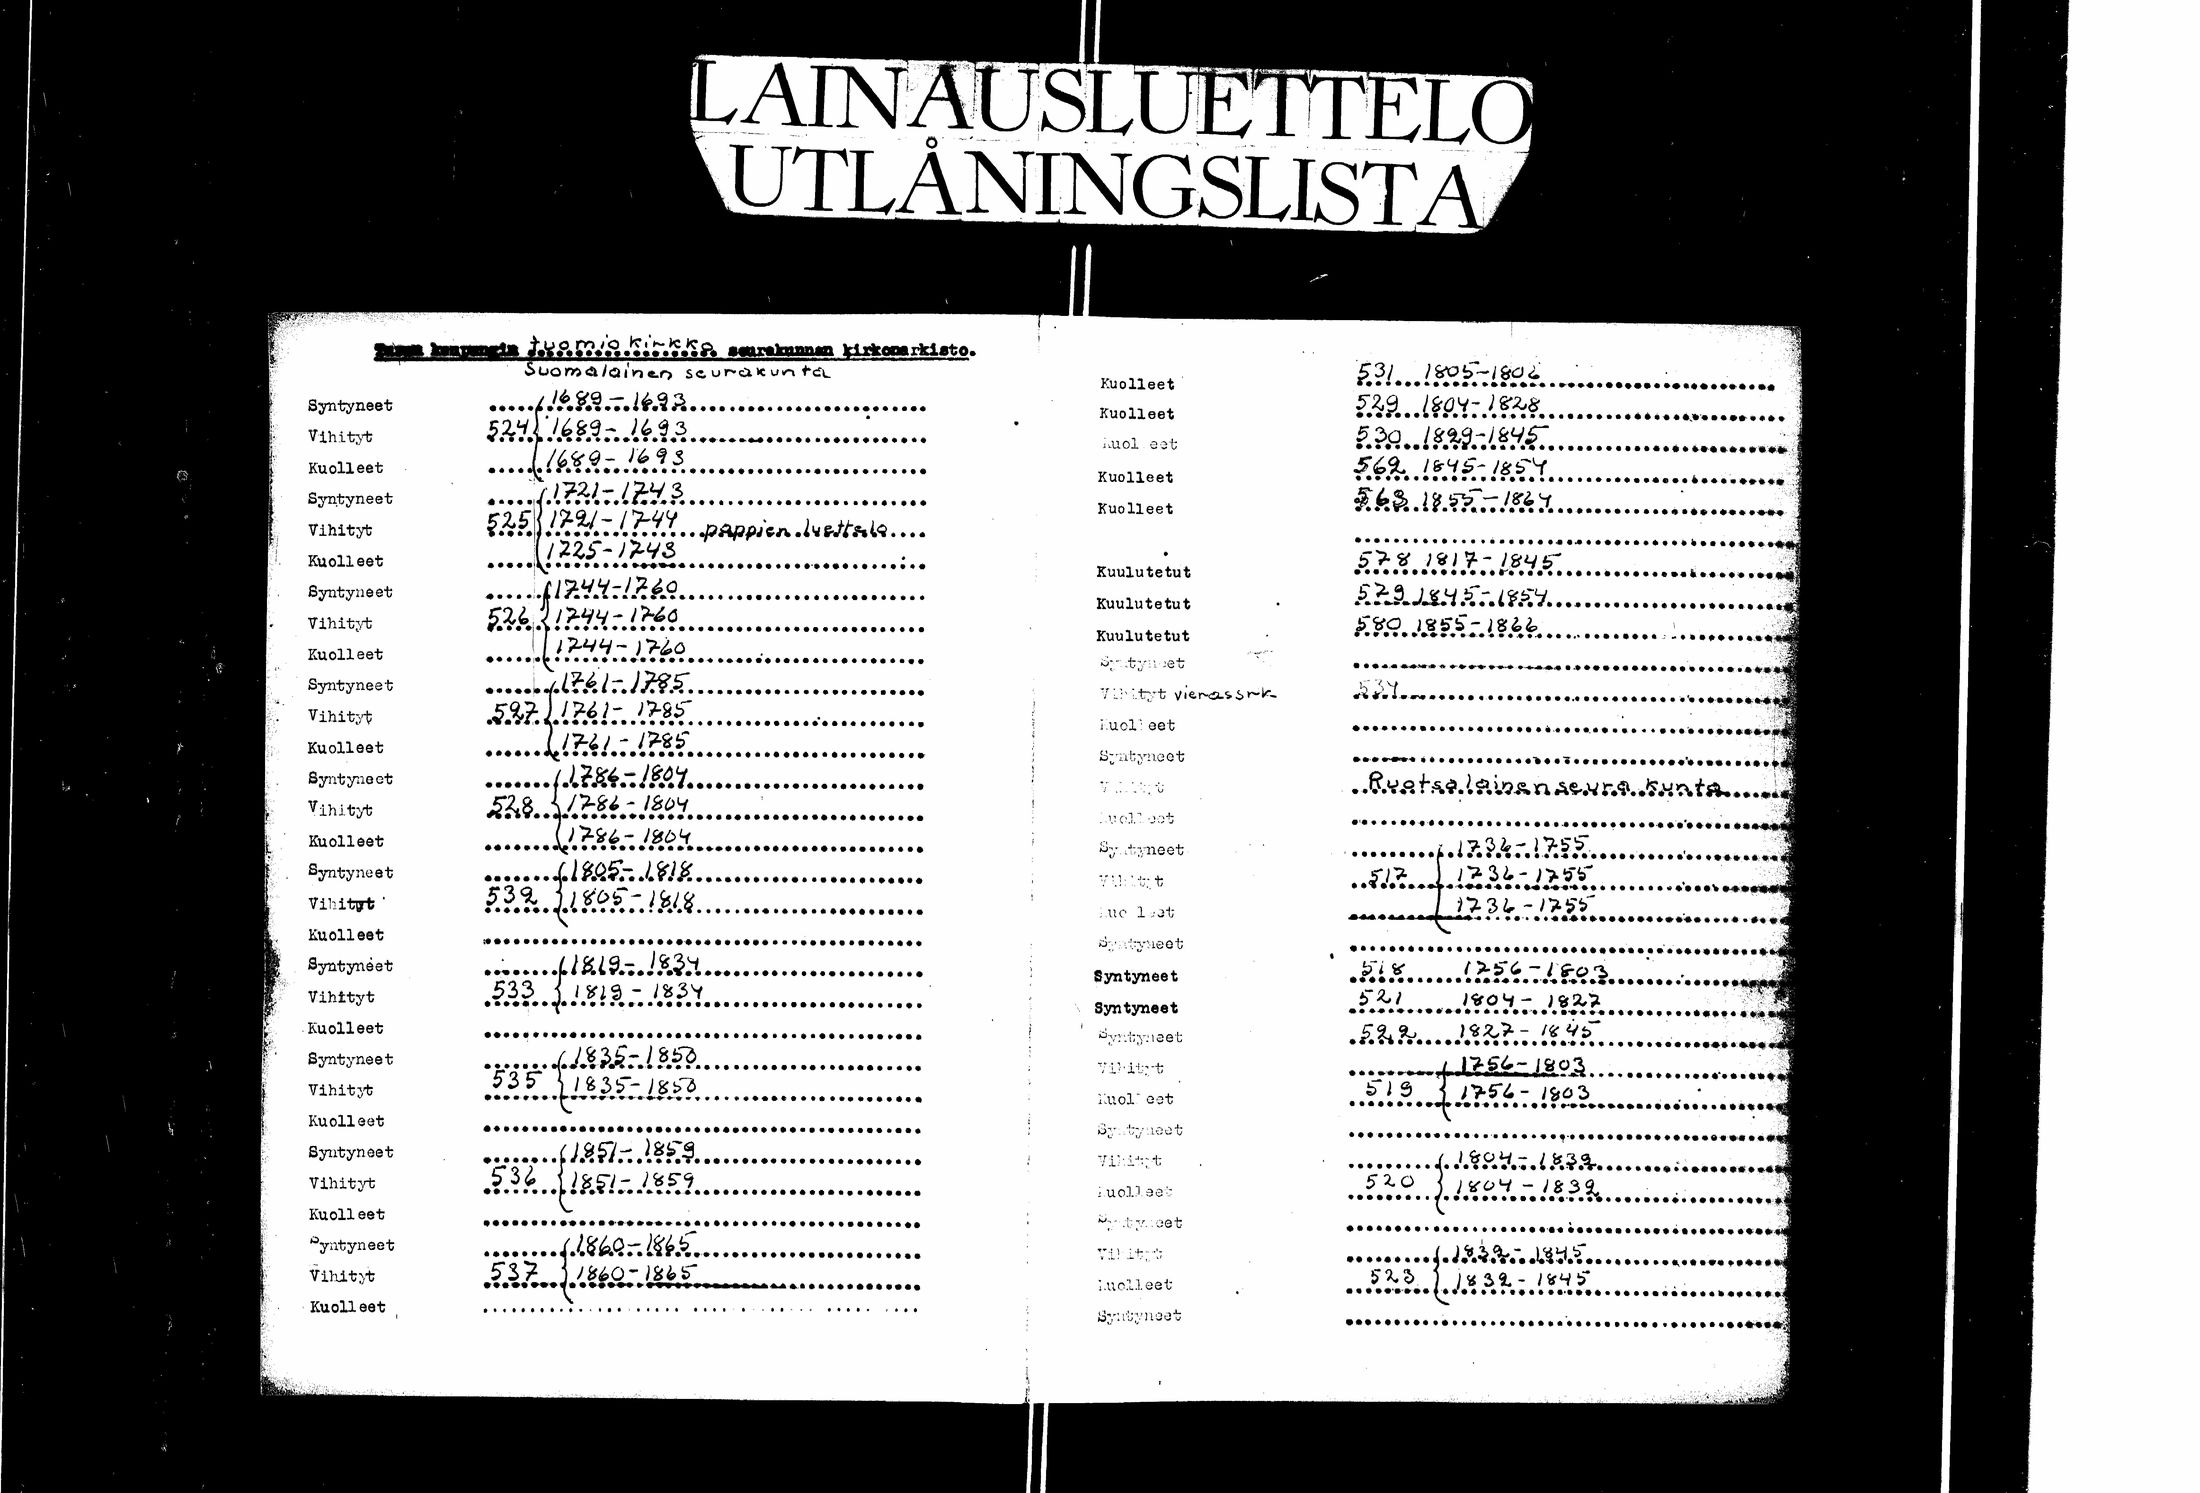 LAINAUSLUETTELO
UTLÅNINGSLISTA
Turun kaupungin tuomiokirkko seurakunnan kirkonarkisto.
Suomalainen seurakunta
Syntyneet 1689-1693
Vihityt 524 1689-1693
Kuolleet 1689-1693
Syntyneet 1721-1743
Vihityt 525 1721-1744 pappien luettelo
Kuolleet 1725-1743
Syntyneet 1744-1760
Vihityt 526 1744-1760
Kuolleet 1744-1760
Syntyneet 1761-1785
Vihityt 527 1761-1785
Kuolleet 1761-1785
Syntyneet 1786-1804
Vihityt 528 1786-1804
Kuolleet 1786-1804
Syntyneet 1805-1818
Vihityt 532 1805-1818
Kuolleet
Syntyneet 1819-1834
Vihityt 533 1819-1834
Kuolleet
Syntyneet 1835-1850
Vihityt 535 1835-1850
Kuolleet
Syntyneet 1851-1859
Vihityt 536 1851-1859
Kuolleet
Syntyneet 1860-1865
Vihityt 537 1860-1865
Kuolleet
Kuolleet 531 1805-1806
Kuolleet 529 1804-1828
Kuolleet 530 1829-1845
Kuolleet 562 1845-1854
Kuolleet 563 1855-1864
Kuulutetut 578 1817-1845
Kuulutetut 579 1845-1854
Kuulutetut 580 1855-1866
Syntyneet
Vihityt vierassrk 534
Kuolleet
Syntyneet
Vihityt Ruotsalainen seurakunta
Kuolleet
Syntyneet 1736-1755
Vihityt 517 1736-1755
Kuolleet 1736-1755
Syntyneet
Syntyneet 518 1756-1803
Syntyneet 521 1804-1827
Syntyneet 522 1827-1845
Vihityt 1756-1803
Kuolleet 519 1756-1803
Syntyneet
Vihityt 1804-1832
Kuolleet 520 1804-1832
Syntyneet
Vihityt 1832-1845
Kuolleet 523 1832-1845
Syntyneet